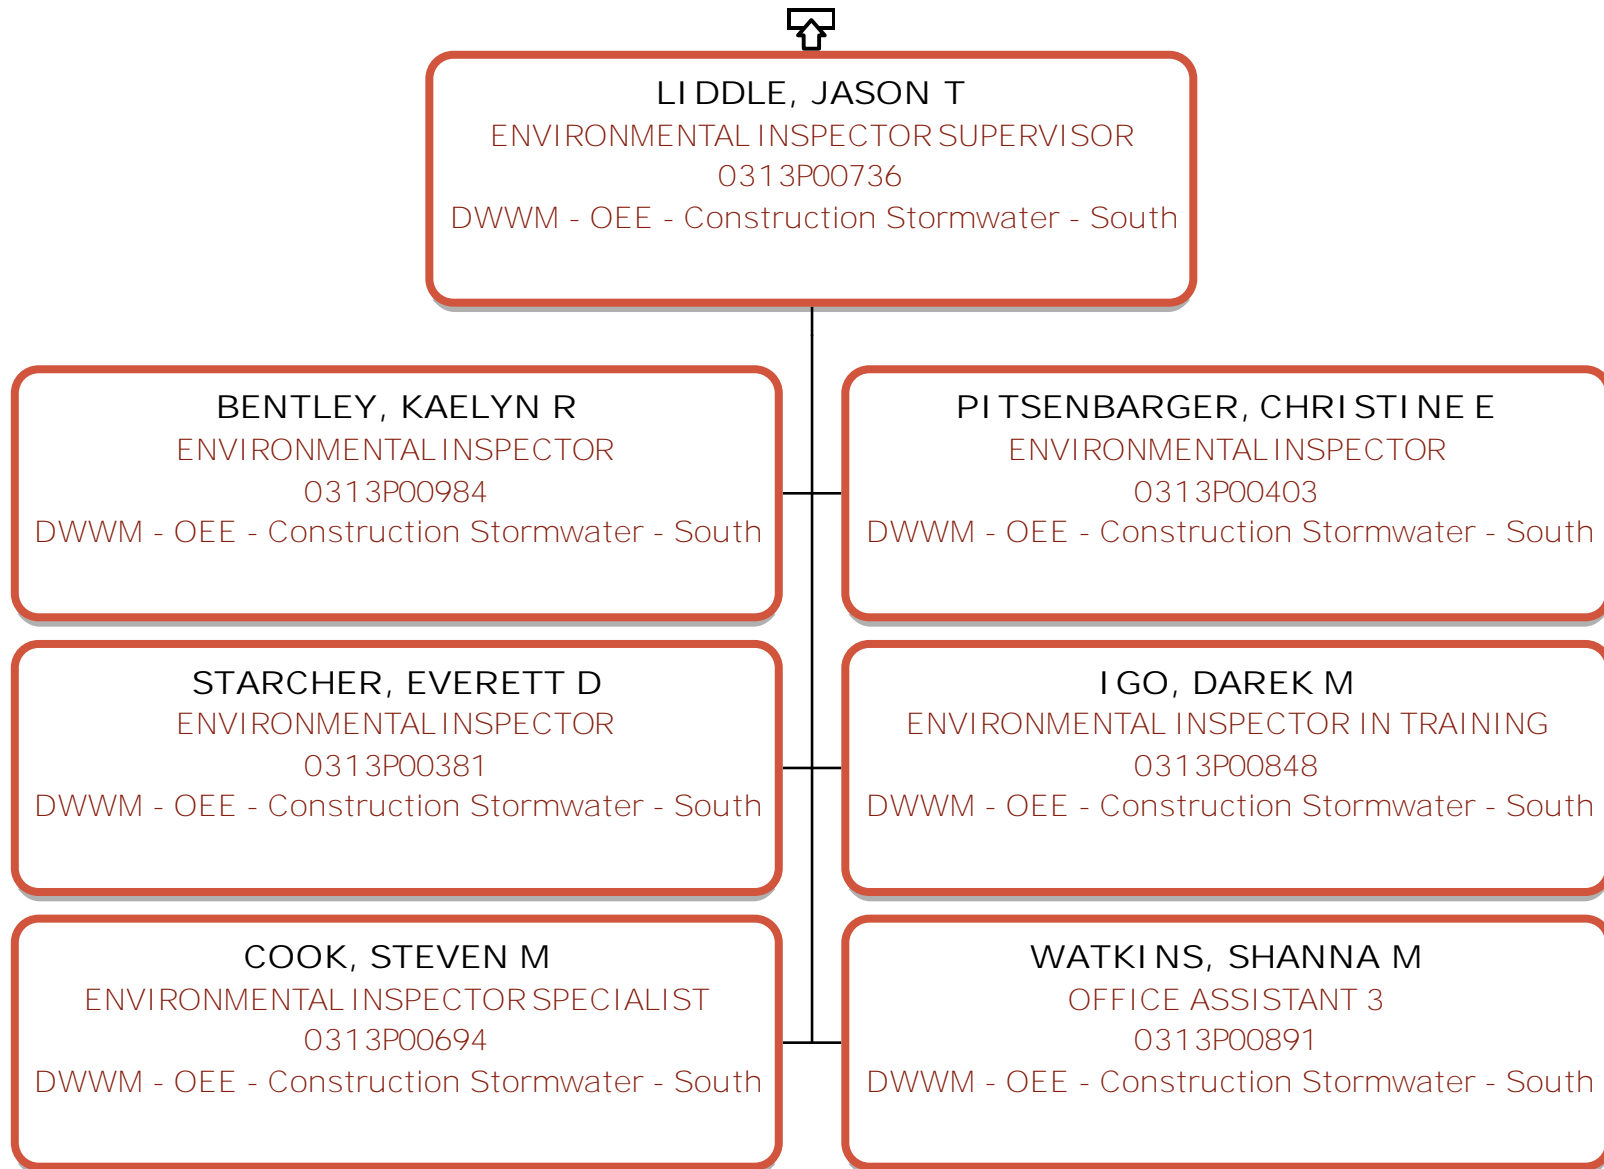 LIDDLE, JASON T
ENVIRONMENTAL INSPECTOR SUPERVISOR
0313P00736
DWWM - OEE - Construction Stormwater - South
BENTLEY, KAELYN R
ENVIRONMENTAL INSPECTOR
0313P00984
DWWM - OEE - Construction Stormwater - South
PITSENBARGER, CHRISTINE E
ENVIRONMENTAL INSPECTOR
0313P00403
DWWM - OEE - Construction Stormwater - South
STARCHER, EVERETT D
ENVIRONMENTAL INSPECTOR
0313P00381
DWWM - OEE - Construction Stormwater - South
IGO, DAREK M
ENVIRONMENTAL INSPECTOR IN TRAINING
0313P00848
DWWM - OEE - Construction Stormwater - South
COOK, STEVEN M
ENVIRONMENTAL INSPECTOR SPECIALIST
0313P00694
DWWM - OEE - Construction Stormwater - South
WATKINS, SHANNA M
OFFICE ASSISTANT 3
0313P00891
DWWM - OEE - Construction Stormwater - South